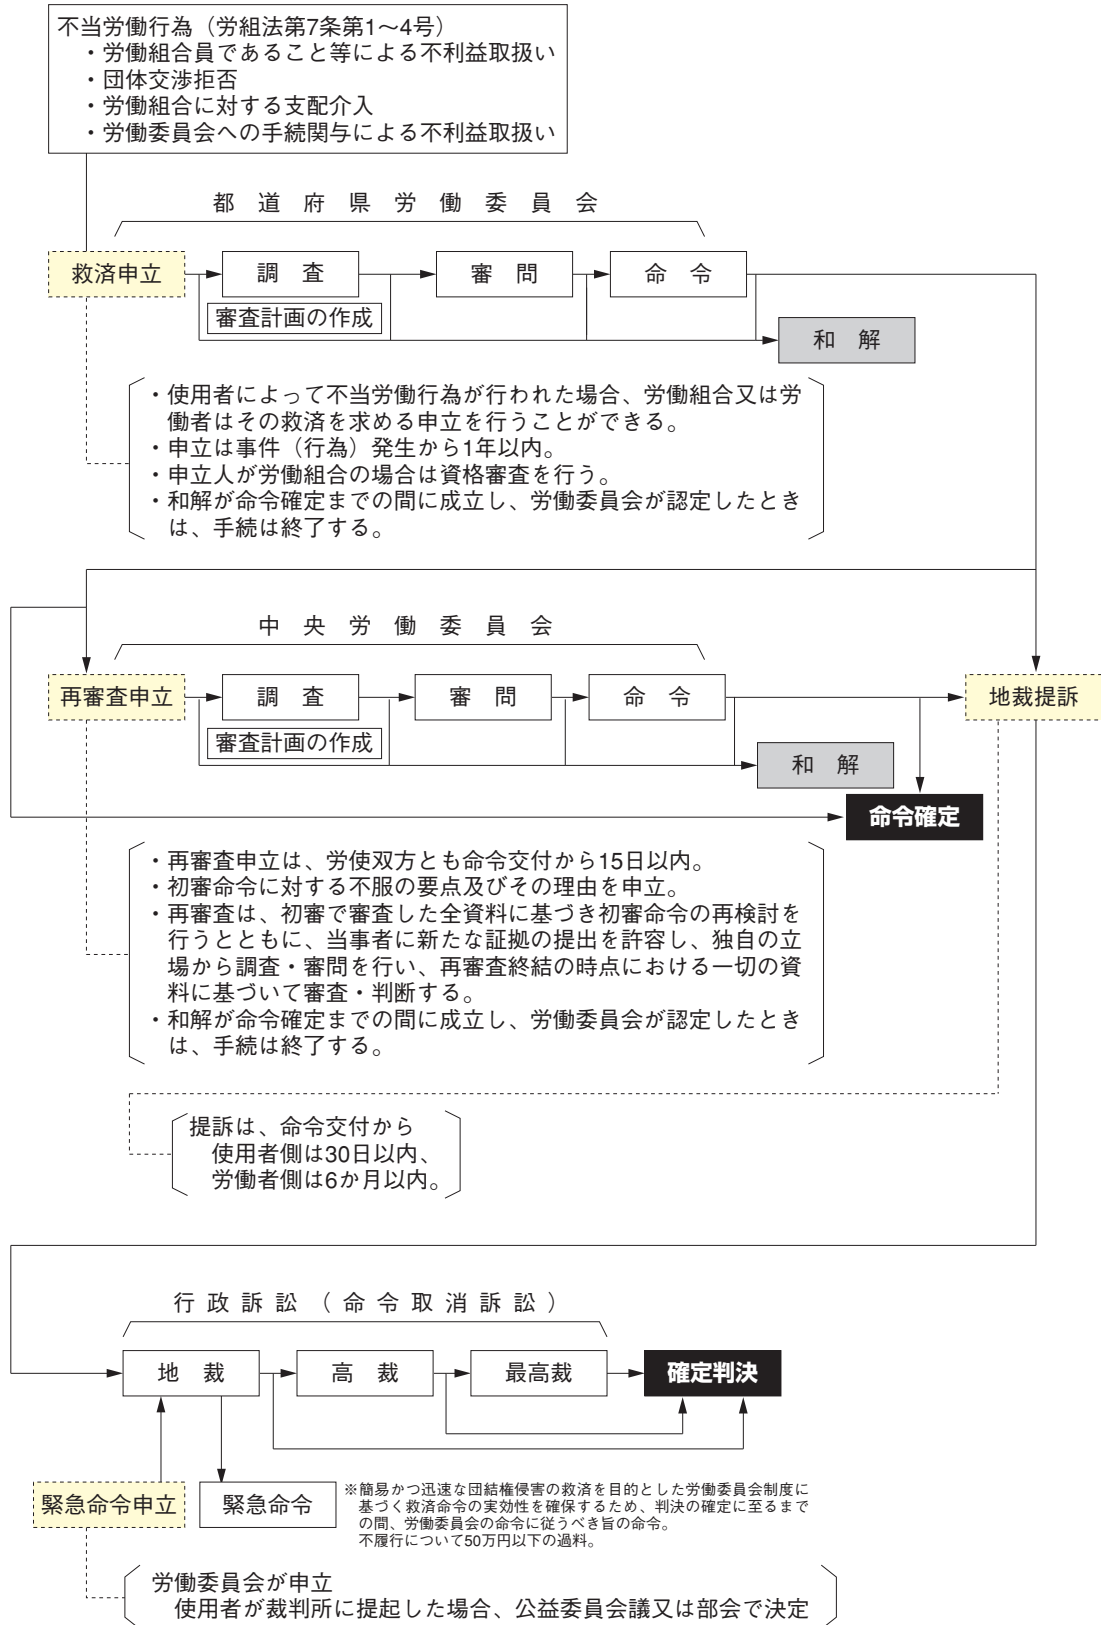 不当労働行為（労組法第7条第1～4号）
・労働組合員であること等による不利益取扱い
・団体交渉拒否
・労働組合に対する支配介入
・労働委員会への手続関与による不利益取扱い
都道府県労働委員会
救済申立
調査
審問
命令
審査計画の作成
和解
・使用者によって不当労働行為が行われた場合、労働組合又は労
働者はその救済を求める申立を行うことができる。
・申立は事件（行為）発生から1年以内。
・申立人が労働組合の場合は資格審査を行う。
・和解が命令確定までの間に成立し、労働委員会が認定したとき
は、手続は終了する。
中央労働委員会
再審査申立
調査
審問
命令
地裁提訴
審査計画の作成
和解
命令確定
・再審査申立は、労使双方とも命令交付から15日以内。
・初審命令に対する不服の要点及びその理由を申立。
・再審査は、初審で審査した全資料に基づき初審命令の再検討を
行うとともに、当事者に新たな証拠の提出を許容し、独自の立
場から調査・審問を行い、再審査終結の時点における一切の資
料に基づいて審査・判断する。
・和解が命令確定までの間に成立し、労働委員会が認定したとき
は、手続は終了する。
提訴は、命令交付から
使用者側は30日以内、
労働者側は6か月以内。
行政訴訟（命令取消訴訟）
地裁
高裁
最高裁
確定判決
緊急命令申立
緊急命令
※簡易かつ迅速な団結権侵害の救済を目的とした労働委員会制度に
基づく救済命令の実効性を確保するため、判決の確定に至るまで
の間、労働委員会の命令に従うべき旨の命令。
不履行について50万円以下の過料。
労働委員会が申立
使用者が裁判所に提起した場合、公益委員会議又は部会で決定